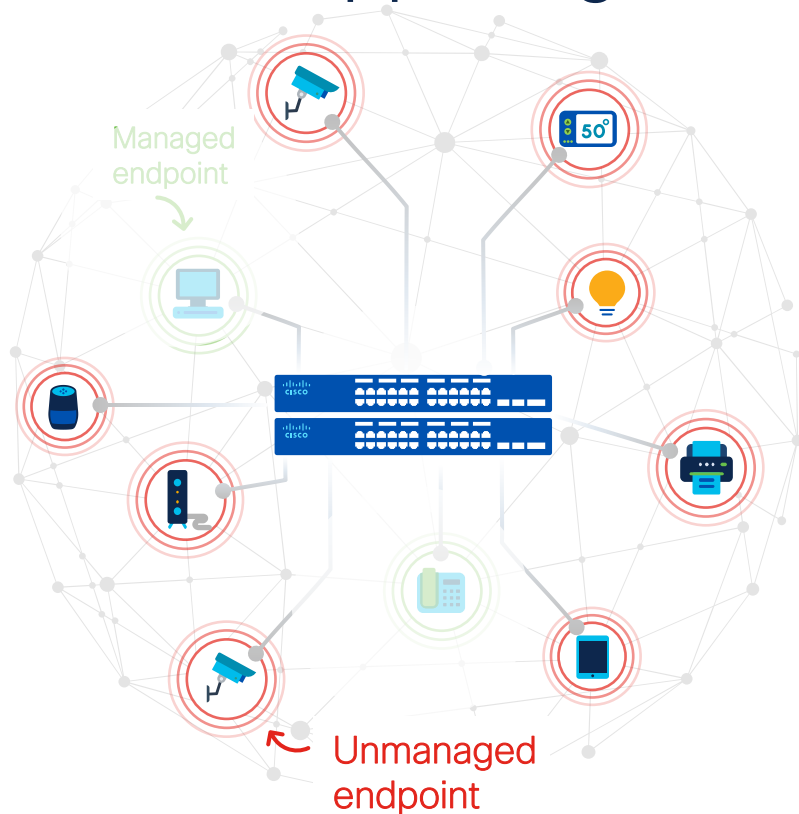 Managed
endpoint
50°
CISCO
CISCO
Unmanaged
endpoint